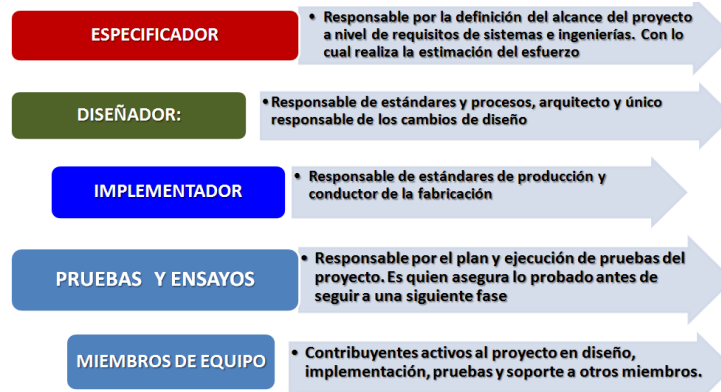 ESPECIFICADOR
• Responsable por la definición del alcance del proyecto
a nivel de requisitos de sistemas e ingenierías. Con lo
cual realiza la estimación del esfuerzo
DISEÑADOR:
•Responsable de estándares y procesos, arquitecto y único
responsable de los cambios de diseño
IMPLEMENTADOR
• Responsable de estándares de producción y
conductor de la fabricación
PRUEBAS Y ENSAYOS
• Responsable por el plan y ejecución de pruebas del
proyecto. Es quien asegura lo probado antes de
seguir a una siguiente fase
MIEMBROS DE EQUIPO
• Contribuyentes activos al proyecto en diseño,
implementación, pruebas y soporte a otros miembros.